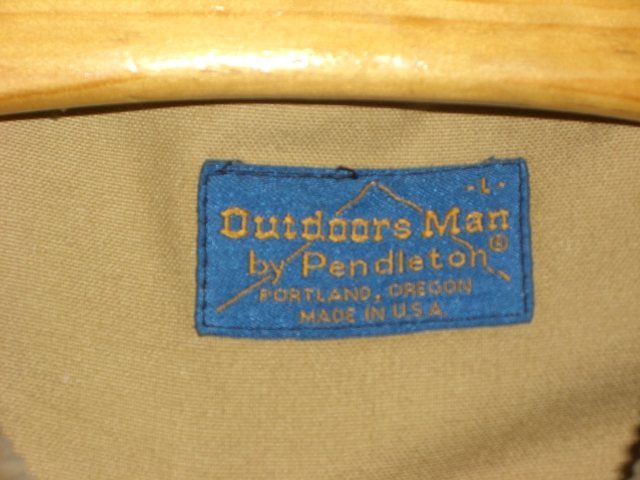 -L-
Outdoors Man
by Pendleton®
PORTLAND, OREGON
MADE IN U.S.A.